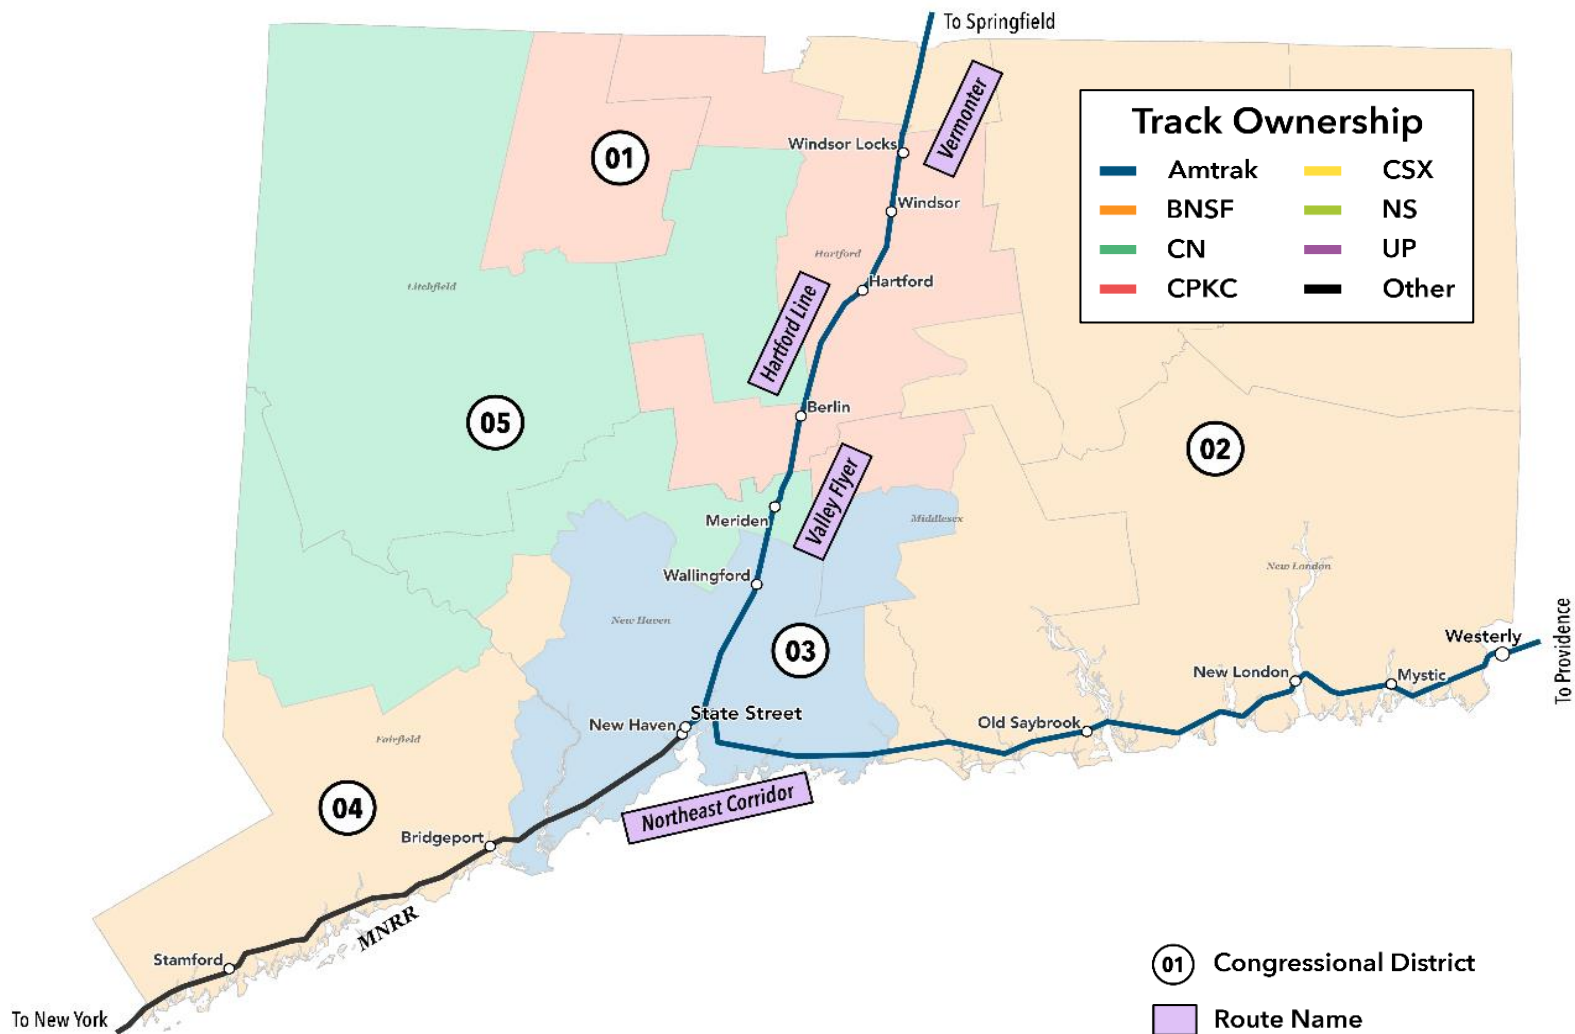 To Springfield
Vermonter
Track Ownership
Amtrak
CSX
BNSF
NS
CN
UP
CPKC
Other
01
Windsor Locks
Windsor
Hartford
Litchfield
Hartford
Hartford Line
05
Berlin
02
Valley Flyer
Meriden
Middlesex
Wallingford
New London
New Haven
03
To Providence
Westerly
New London
Mystic
State Street
New Haven
Old Saybrook
Fairfield
04
Northeast Corridor
Bridgeport
MNRR
Stamford
01 Congressional District
To New York
Route Name